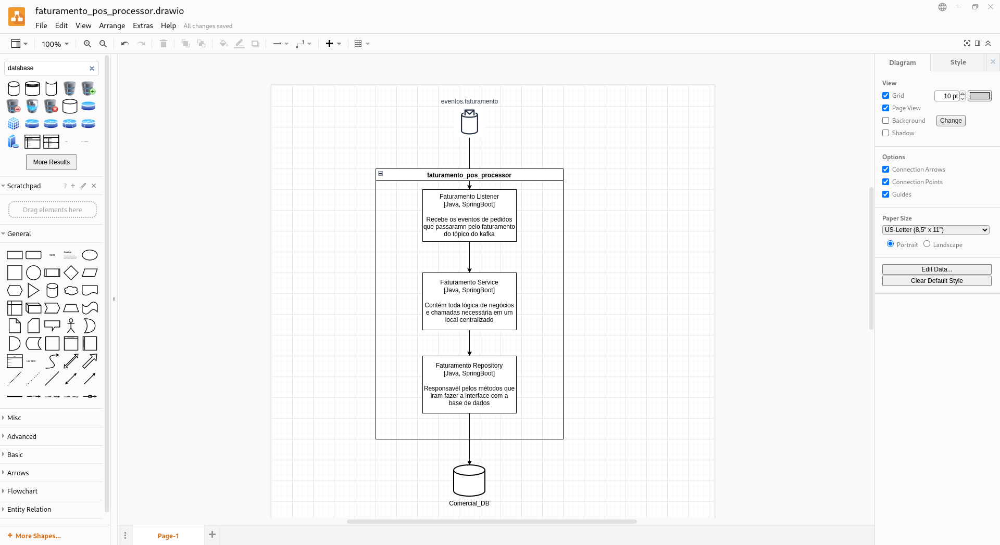 faturamento_pos_processor.drawio
File Edit View Arrange Extras Help All changes saved
100%
database
More Results
Scratchpad
?
Drag elements here
General
Text
Heading
List Item
Misc
Advanced
Basic
Arrows
Flowchart
Entity Relation
+ More Shapes...
eventos.faturamento
faturamento_pos_processor
Faturamento Listener
[Java, SpringBoot]
Recebe os eventos de pedidos
que passaramn pelo faturamento
do tópico do kafka
Faturamento Service
[Java, SpringBoot]
Contém toda lógica de negócios
e chamadas necessária em um
local centralizado
Faturamento Repository
[Java, SpringBoot]
Responsavél pelos métodos que
iram fazer a interface com a
base de dados
Comercial_DB
Page-1
Diagram Style
View
Grid 10 pt
Page View
Background Change
Shadow
Options
Connection Arrows
Connection Points
Guides
Paper Size
US-Letter (8,5" x 11")
Portrait Landscape
Edit Data...
Clear Default Style